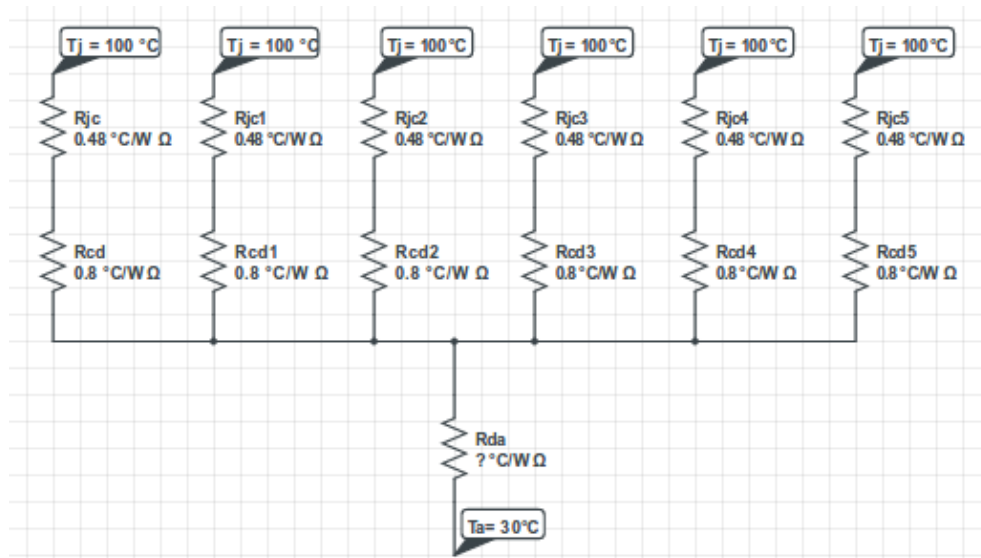 Tj = 100 °C
Tj = 100 °C
Tj = 100°C
Tj = 100°C
Tj = 100°C
Tj = 100°C
Rjc
0.48 °C/W Ω
Rjc1
0.48 °C/W Ω
Rjc2
0.48 °C/W Ω
Rjc3
0.48 °C/W Ω
Rjc4
0.48 °C/W Ω
Rjc5
0.48 °C/W Ω
Rcd
0.8 °C/W Ω
Rcd1
0.8 °C/W Ω
Rcd2
0.8 °C/W Ω
Rcd3
0.8°C/W Ω
Rcd4
0.8°C/W Ω
Rcd5
0.8°C/W Ω
Rda
? °C/W Ω
Ta= 30°C